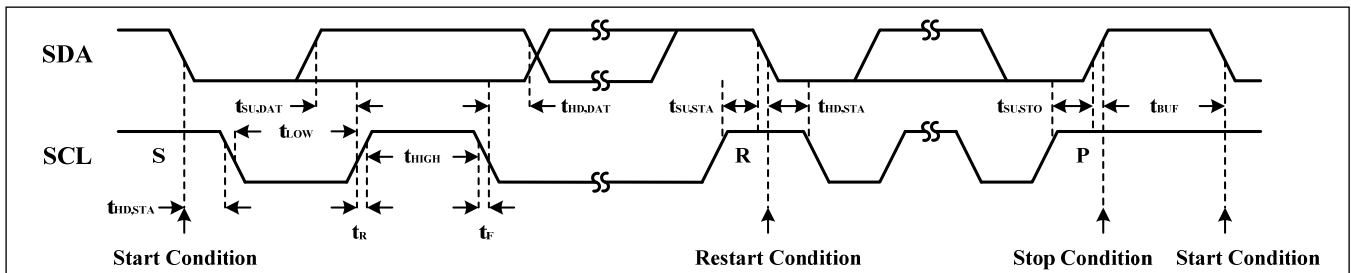 SDA
tSU,DAT tHD,DAT tSU,STA tHD,STA tSU,STO tBUF
tLOW
SCL S tHIGH R P
tHD,STA
tR tF
Start Condition Restart Condition Stop Condition Start Condition